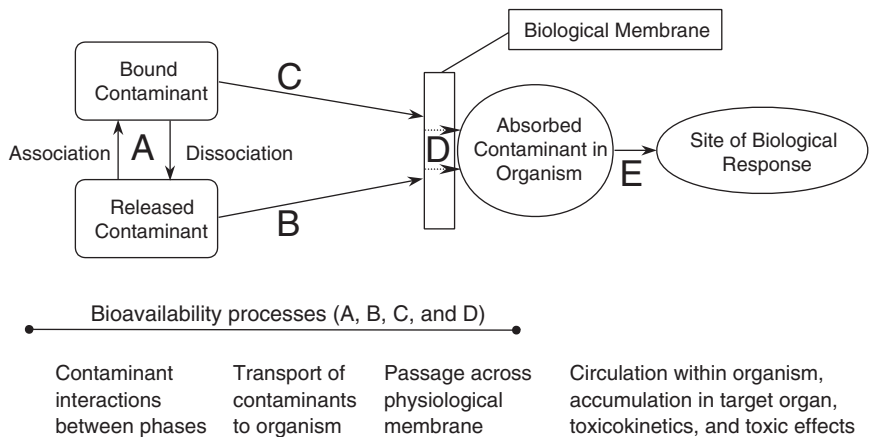 Biological Membrane
Bound
Contaminant
C
Association
A
Dissociation
D
Absorbed
Contaminant in
Organism
E
Site of Biological
Response
Released
Contaminant
B
Bioavailability processes (A, B, C, and D)
Contaminant
interactions
between phases
Transport of
contaminants
to organism
Passage across
physiological
membrane
Circulation within organism,
accumulation in target organ,
toxicokinetics, and toxic effects